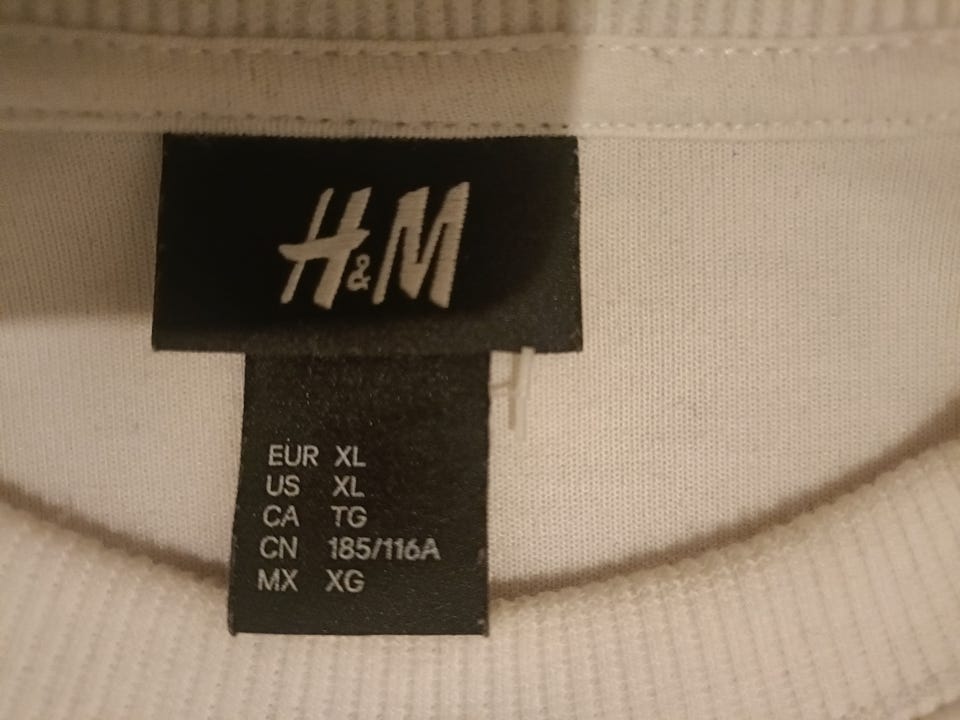 H&M
EUR XL
US XL
CA TG
CN 185/116A
MX XG